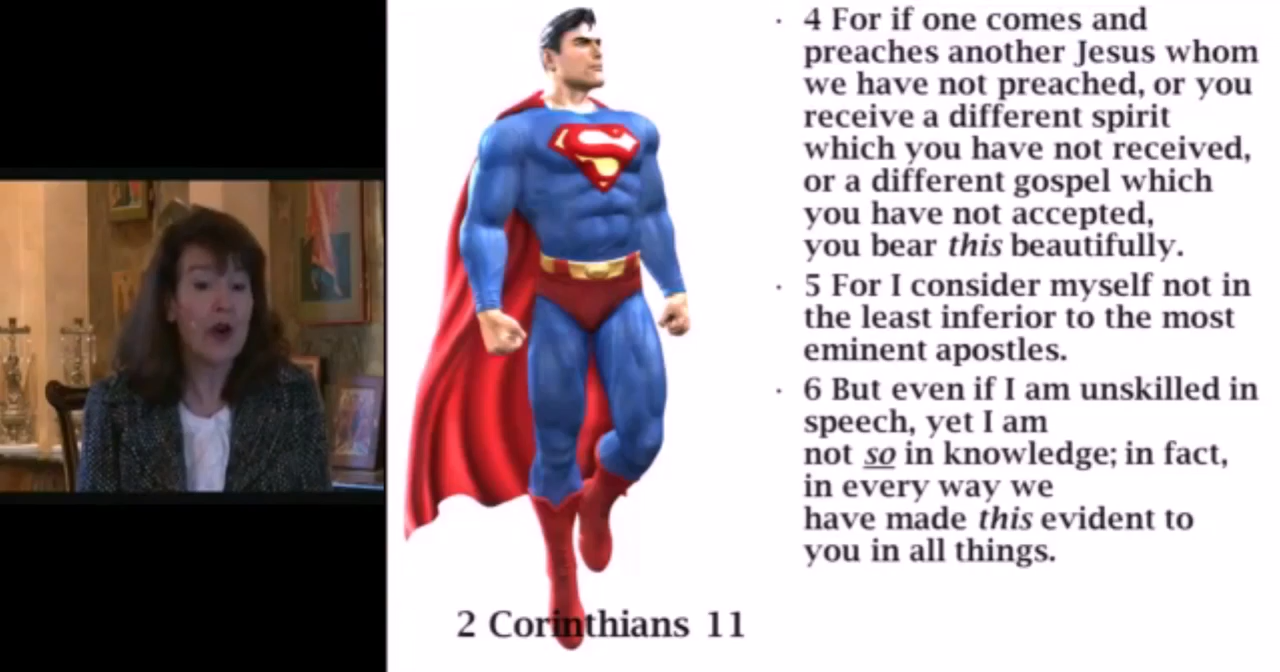 · 4 For if one comes and
preaches another Jesus whom
we have not preached, or you
receive a different spirit
which you have not received,
or a different gospel which
you have not accepted,
you bear this beautifully.
· 5 For I consider myself not in
the least inferior to the most
eminent apostles.
· 6 But even if I am unskilled in
speech, yet I am
not so in knowledge; in fact,
in every way we
have made this evident to
you in all things.
2 Corinthians 11